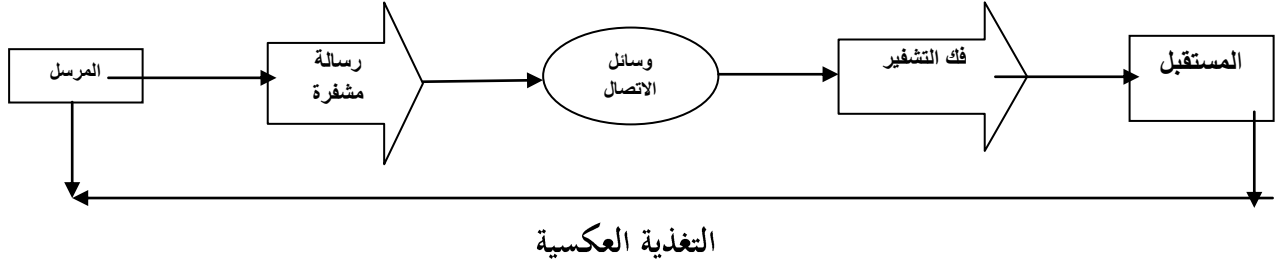 المرسل
رسالة
مشفرة
وسائل
الاتصال
فك التشفير
المستقبل
التغذية العكسية